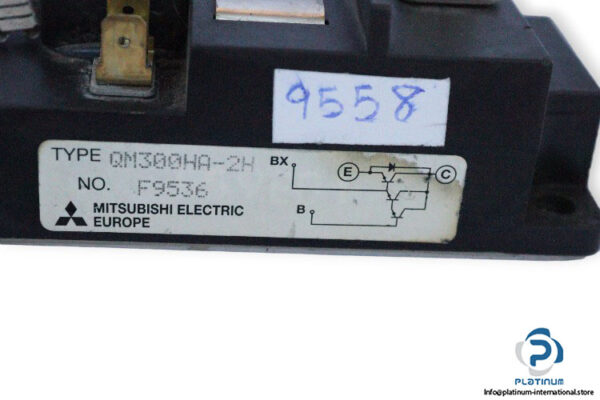 9558
TYPE QM300HA-2H
NO. F9536
MITSUBISHI ELECTRIC
EUROPE
BX
B
E
C
PLATINUM
Info@platinum-international.store